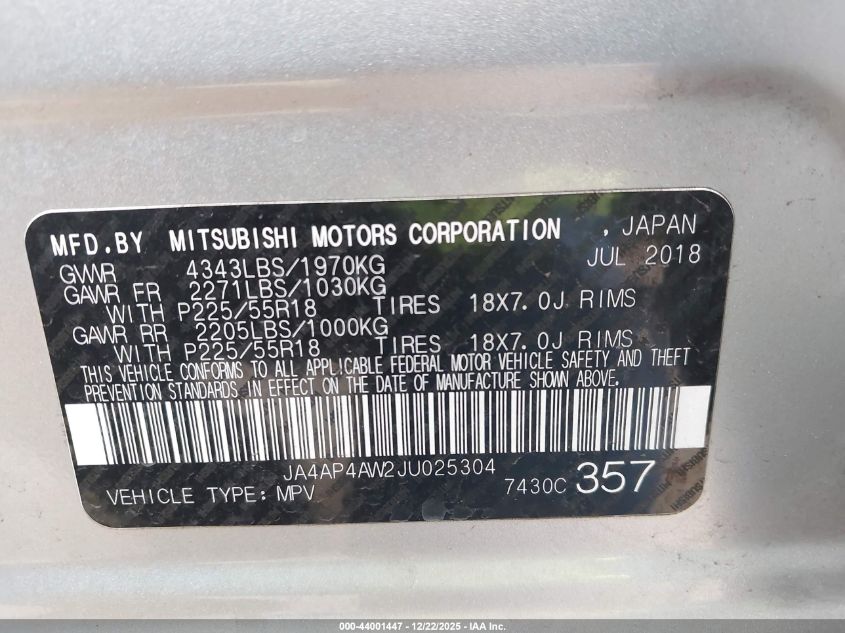 MFD.BY MITSUBISHI MOTORS CORPORATION , JAPAN
GVWR 4343LBS/1970KG JUL 2018
GAWR FR 2271LBS/1030KG
WITH P225/55R18 TIRES 18X7.0J RIMS
GAWR RR 2205LBS/1000KG
WITH P225/55R18 TIRES 18X7.0J RIMS
THIS VEHICLE CONFORMS TO ALL APPLICABLE FEDERAL MOTOR VEHICLE SAFETY AND THEFT
PREVENTION STANDARDS IN EFFECT ON THE DATE OF MANUFACTURE SHOWN ABOVE.
JA4AP4AW2JU025304
VEHICLE TYPE: MPV 7430C 357
000-44001447 - 12/22/2025 - IAA Inc.